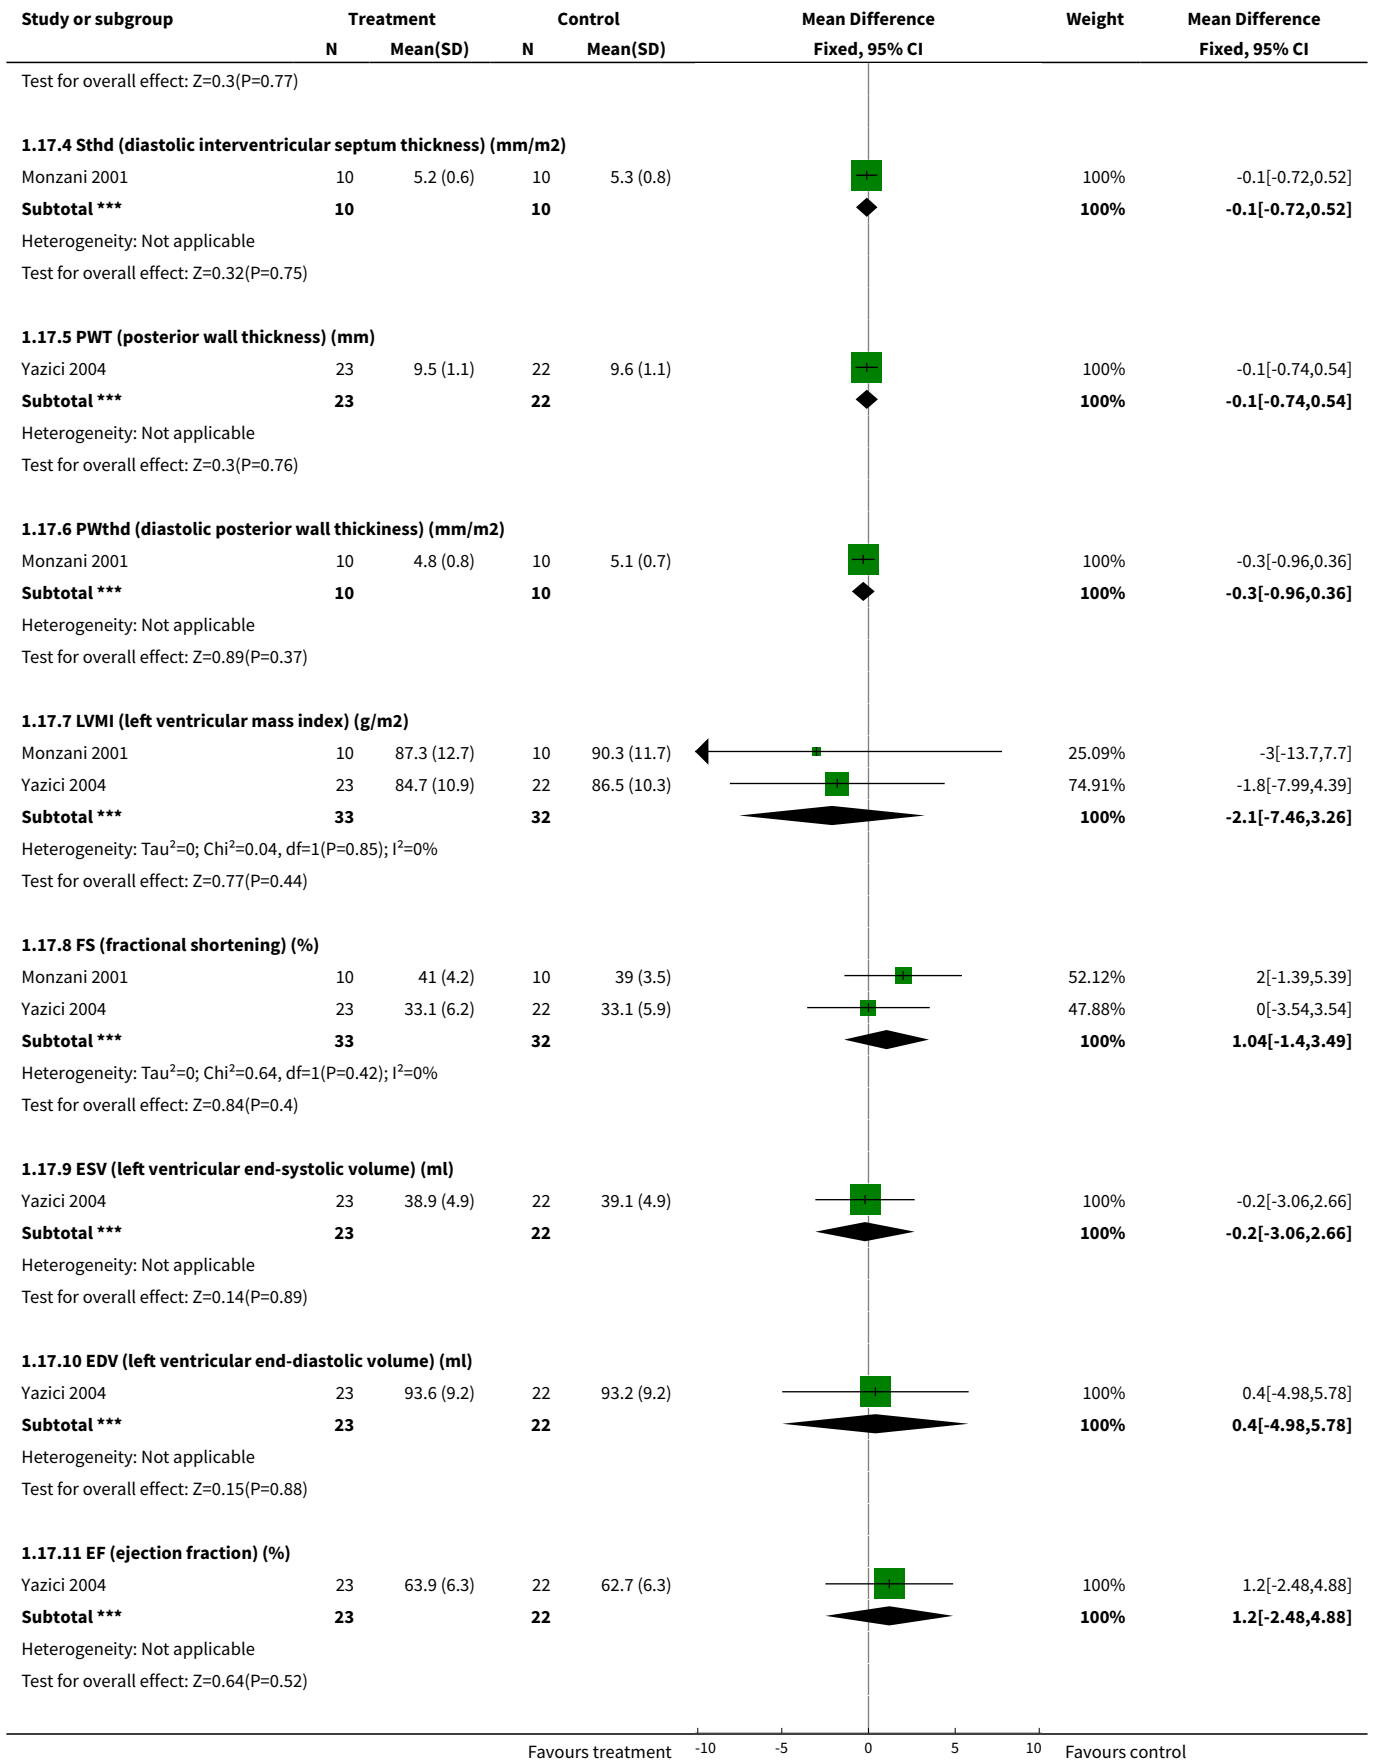 Study or subgroup Treatment Control Mean Difference Weight Mean Difference
N Mean(SD) N Mean(SD) Fixed, 95% CI Fixed, 95% CI
Test for overall effect: Z=0.3(P=0.77)
1.17.4 Sthd (diastolic interventricular septum thickness) (mm/m2)
Monzani 2001 10 5.2 (0.6) 10 5.3 (0.8) 100% -0.1[-0.72,0.52]
Subtotal *** 10 10 100% -0.1[-0.72,0.52]
Heterogeneity: Not applicable
Test for overall effect: Z=0.32(P=0.75)
1.17.5 PWT (posterior wall thickness) (mm)
Yazici 2004 23 9.5 (1.1) 22 9.6 (1.1) 100% -0.1[-0.74,0.54]
Subtotal *** 23 22 100% -0.1[-0.74,0.54]
Heterogeneity: Not applicable
Test for overall effect: Z=0.3(P=0.76)
1.17.6 PWthd (diastolic posterior wall thickiness) (mm/m2)
Monzani 2001 10 4.8 (0.8) 10 5.1 (0.7) 100% -0.3[-0.96,0.36]
Subtotal *** 10 10 100% -0.3[-0.96,0.36]
Heterogeneity: Not applicable
Test for overall effect: Z=0.89(P=0.37)
1.17.7 LVMI (left ventricular mass index) (g/m2)
Monzani 2001 10 87.3 (12.7) 10 90.3 (11.7) 25.09% -3[-13.7,7.7]
Yazici 2004 23 84.7 (10.9) 22 86.5 (10.3) 74.91% -1.8[-7.99,4.39]
Subtotal *** 33 32 100% -2.1[-7.46,3.26]
Heterogeneity: Tau²=0; Chi²=0.04, df=1(P=0.85); I²=0%
Test for overall effect: Z=0.77(P=0.44)
1.17.8 FS (fractional shortening) (%)
Monzani 2001 10 41 (4.2) 10 39 (3.5) 52.12% 2[-1.39,5.39]
Yazici 2004 23 33.1 (6.2) 22 33.1 (5.9) 47.88% 0[-3.54,3.54]
Subtotal *** 33 32 100% 1.04[-1.4,3.49]
Heterogeneity: Tau²=0; Chi²=0.64, df=1(P=0.42); I²=0%
Test for overall effect: Z=0.84(P=0.4)
1.17.9 ESV (left ventricular end-systolic volume) (ml)
Yazici 2004 23 38.9 (4.9) 22 39.1 (4.9) 100% -0.2[-3.06,2.66]
Subtotal *** 23 22 100% -0.2[-3.06,2.66]
Heterogeneity: Not applicable
Test for overall effect: Z=0.14(P=0.89)
1.17.10 EDV (left ventricular end-diastolic volume) (ml)
Yazici 2004 23 93.6 (9.2) 22 93.2 (9.2) 100% 0.4[-4.98,5.78]
Subtotal *** 23 22 100% 0.4[-4.98,5.78]
Heterogeneity: Not applicable
Test for overall effect: Z=0.15(P=0.88)
1.17.11 EF (ejection fraction) (%)
Yazici 2004 23 63.9 (6.3) 22 62.7 (6.3) 100% 1.2[-2.48,4.88]
Subtotal *** 23 22 100% 1.2[-2.48,4.88]
Heterogeneity: Not applicable
Test for overall effect: Z=0.64(P=0.52)
Favours treatment -10 -5 0 5 10 Favours control